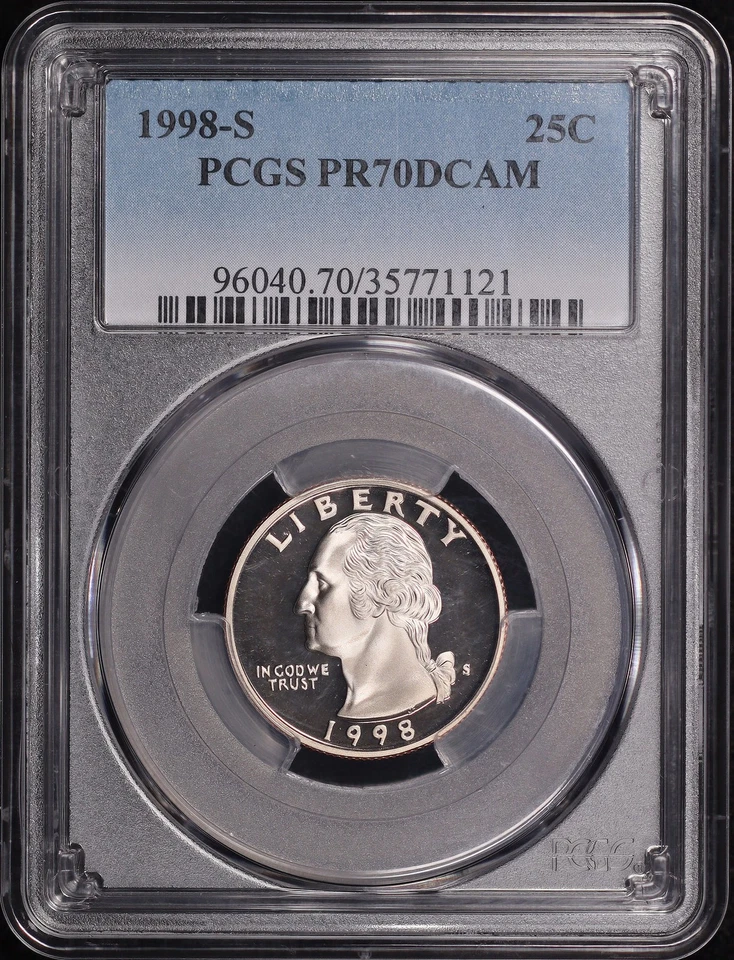 1998-S 25C
PCGS PR70DCAM
96040.70/35771121
LIBERTY
IN GOD WE
TRUST
S
1998
PCGS